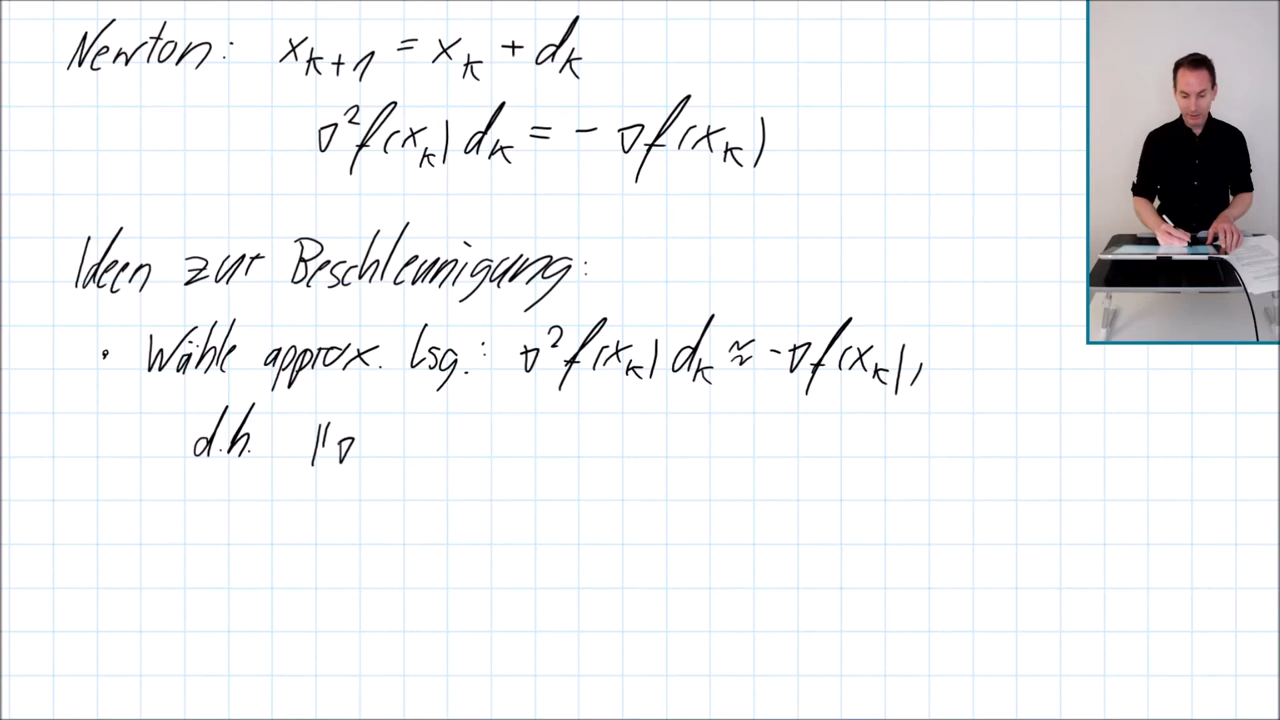 Newton: x_{k+1} = x_k + d_k
∇²f(x_k) d_k = - ∇f(x_k)
Ideen zur Beschleunigung:
• Wähle approx. Lsg.: ∇²f(x_k) d_k ≈ -∇f(x_k),
d.h. ‖∇